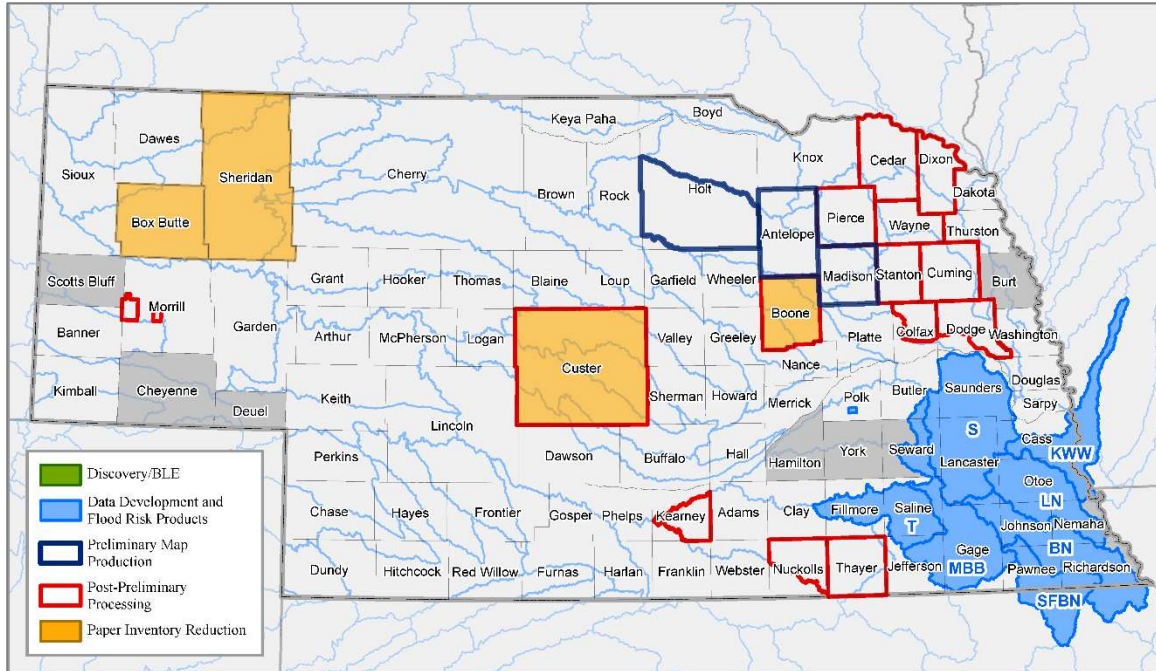 Keya Paha
Boyd
Dawes
Sioux
Sheridan
Cherry
Brown
Rock
Holt
Knox
Cedar
Dixon
Dakota
Box Butte
Antelope
Pierce
Wayne
Thurston
Scotts Bluff
Morrill
Grant
Hooker
Thomas
Blaine
Loup
Garfield
Wheeler
Madison
Stanton
Cuming
Burt
Banner
Garden
Arthur
McPherson
Logan
Custer
Valley
Greeley
Boone
Platte
Colfax
Dodge
Washington
Nance
Kimball
Cheyenne
Deuel
Keith
Lincoln
Sherman
Howard
Merrick
Polk
Butler
Saunders
Douglas
Sarpy
S
Cass
KWW
Perkins
Dawson
Buffalo
Hall
Hamilton
York
Seward
Lancaster
Otoe
LN
Chase
Hayes
Frontier
Gosper
Phelps
Kearney
Adams
Clay
Fillmore
Saline
T
Johnson
Nemaha
BN
Dundy
Hitchcock
Red Willow
Furnas
Harlan
Franklin
Webster
Nuckolls
Thayer
Jefferson
Gage
MBB
Pawnee
Richardson
SFBN
Discovery/BLE
Data Development and
Flood Risk Products
Preliminary Map
Production
Post-Preliminary
Processing
Paper Inventory Reduction